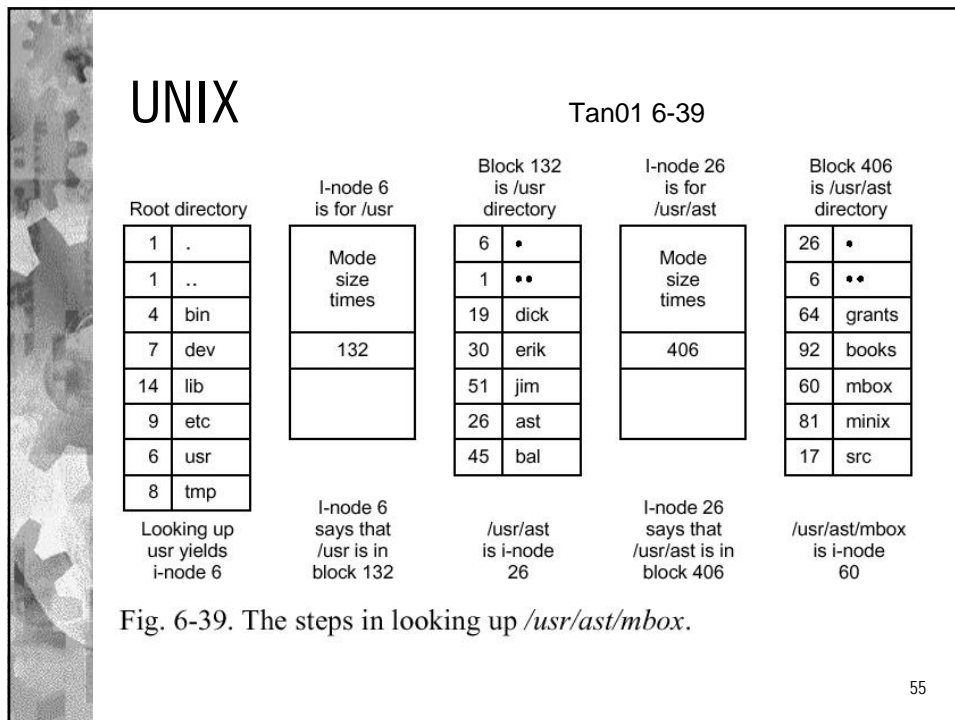 UNIX
Tan01 6-39
Root directory
1 .
1 ..
4 bin
7 dev
14 lib
9 etc
6 usr
8 tmp
Looking up
usr yields
i-node 6
I-node 6
is for /usr
Mode
size
times
132
I-node 6
says that
/usr is in
block 132
Block 132
is /usr
directory
6 •
1 ••
19 dick
30 erik
51 jim
26 ast
45 bal
/usr/ast
is i-node
26
I-node 26
is for
/usr/ast
Mode
size
times
406
I-node 26
says that
/usr/ast is in
block 406
Block 406
is /usr/ast
directory
26 •
6 ••
64 grants
92 books
60 mbox
81 minix
17 src
/usr/ast/mbox
is i-node
60
Fig. 6-39. The steps in looking up /usr/ast/mbox.
55